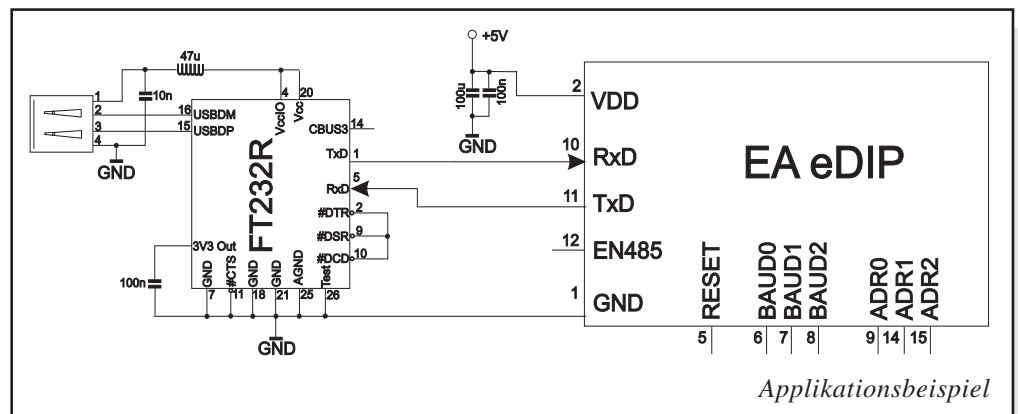 +5V
47u
10n
1
2
3
4
GND
16 USBDM
15 USBDP
4
VccIO
20
Vcc
CBUS3 14
TxD 1
RxD 5
#DTR 2
#DSR 9
#DCD 10
FT232R
3V3 Out
100n
GND 7
#CTS 11
GND 18
GND 21
AGND 25
Test 26
GND
100u
100n
GND
2 VDD
10 RxD
11 TxD
12 EN485
1 GND
EA eDIP
RESET 5
BAUD0 6
BAUD1 7
BAUD2 8
ADR0 9
ADR1 14
ADR2 15
Applikationsbeispiel